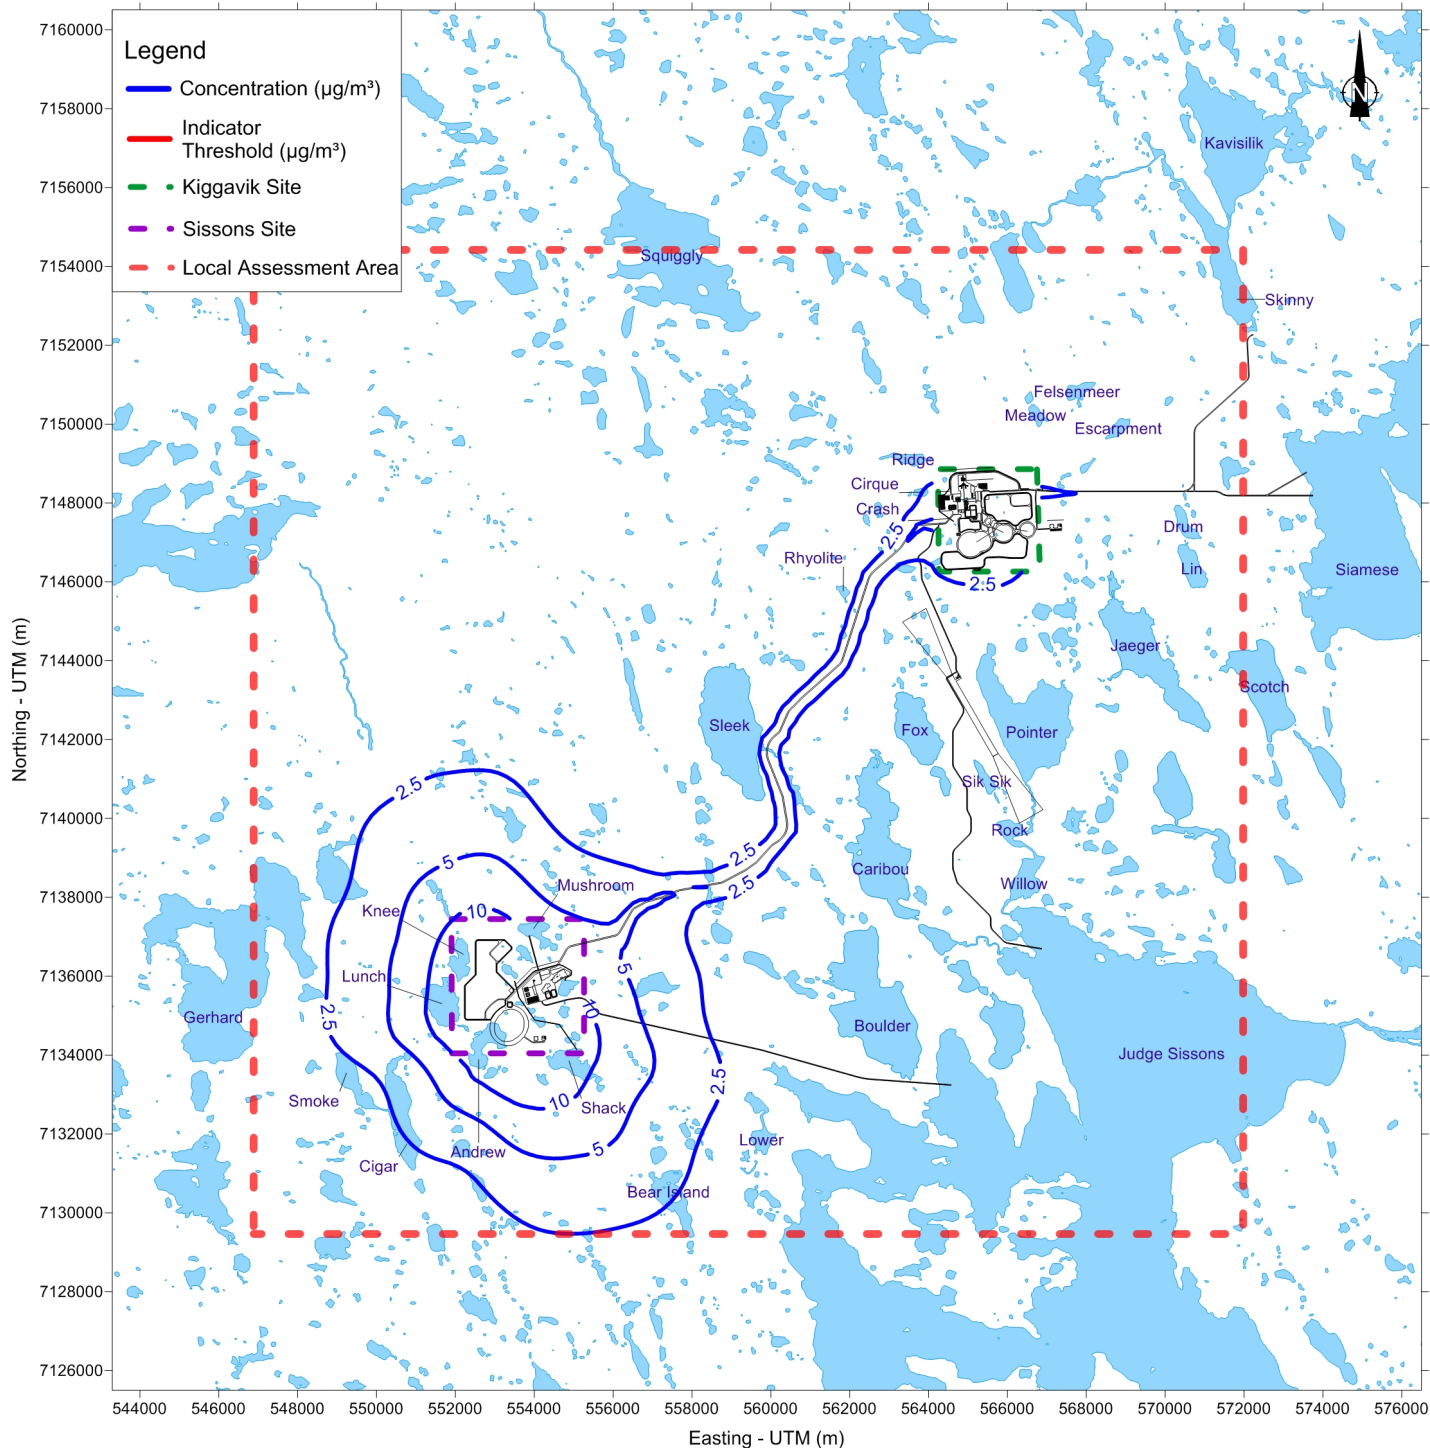 7160000
7158000
7156000
7154000
7152000
7150000
7148000
7146000
7144000
7142000
7140000
7138000
7136000
7134000
7132000
7130000
7128000
7126000
Northing - UTM (m)
Legend
Concentration (µg/m³)
Indicator
Threshold (µg/m³)
Kiggavik Site
Sissons Site
Local Assessment Area
N
Kavisilik
Squiggly
Skinny
Felsenmeer
Meadow
Escarpment
Ridge
Cirque
Crash
2.5
Drum
Rhyolite
Lin
Siamese
2.5
Jaeger
Scotch
Sleek
Fox
Pointer
Sik Sik
2.5
Rock
2.5
5
Caribou
Mushroom
Willow
2.5
Knee
10
Lunch
5
10
Gerhard
2.5
Boulder
Judge Sissons
2.5
Smoke
10
Shack
Lower
Andrew
5
Cigar
Bear Island
544000 546000 548000 550000 552000 554000 556000 558000 560000 562000 564000 566000 568000 570000 572000 574000 576000
Easting - UTM (m)